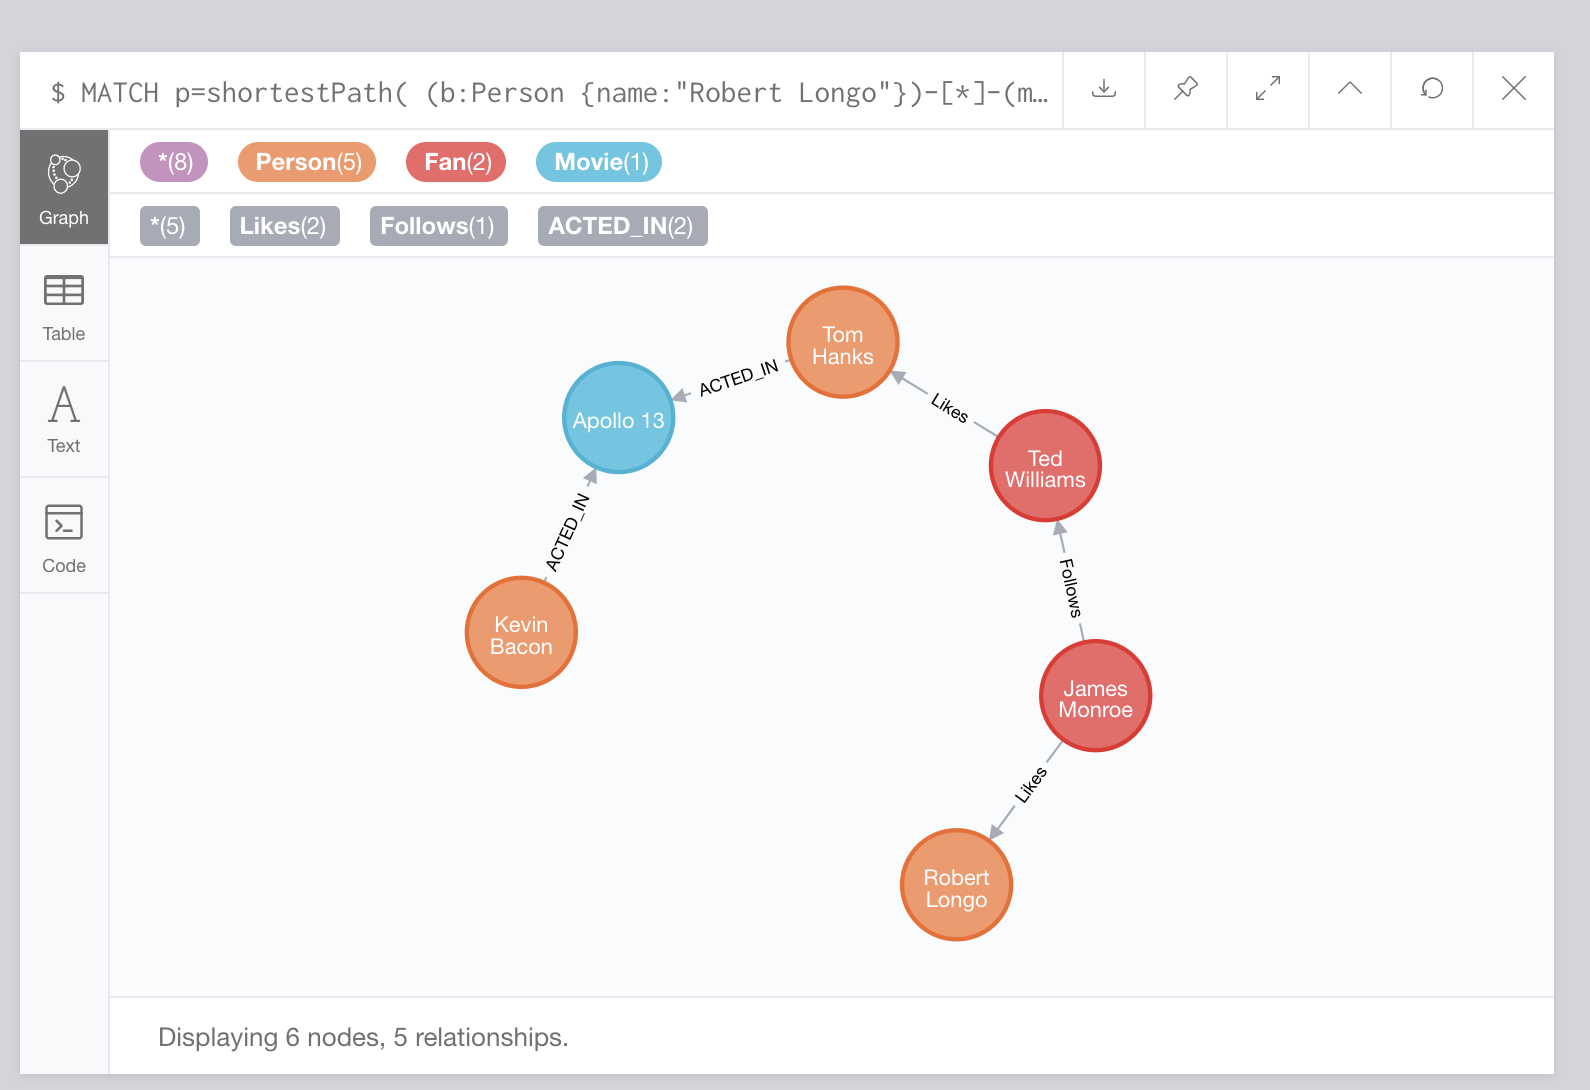 $ MATCH p=shortestPath( (b:Person {name:"Robert Longo"})-[*]-(m…
Graph
Table
Text
Code
*(8)
Person(5)
Fan(2)
Movie(1)
*(5)
Likes(2)
Follows(1)
ACTED_IN(2)
Tom
Hanks
ACTED_IN
Apollo 13
Likes
Ted
Williams
ACTED_IN
Kevin
Bacon
Follows
James
Monroe
Likes
Robert
Longo
Displaying 6 nodes, 5 relationships.